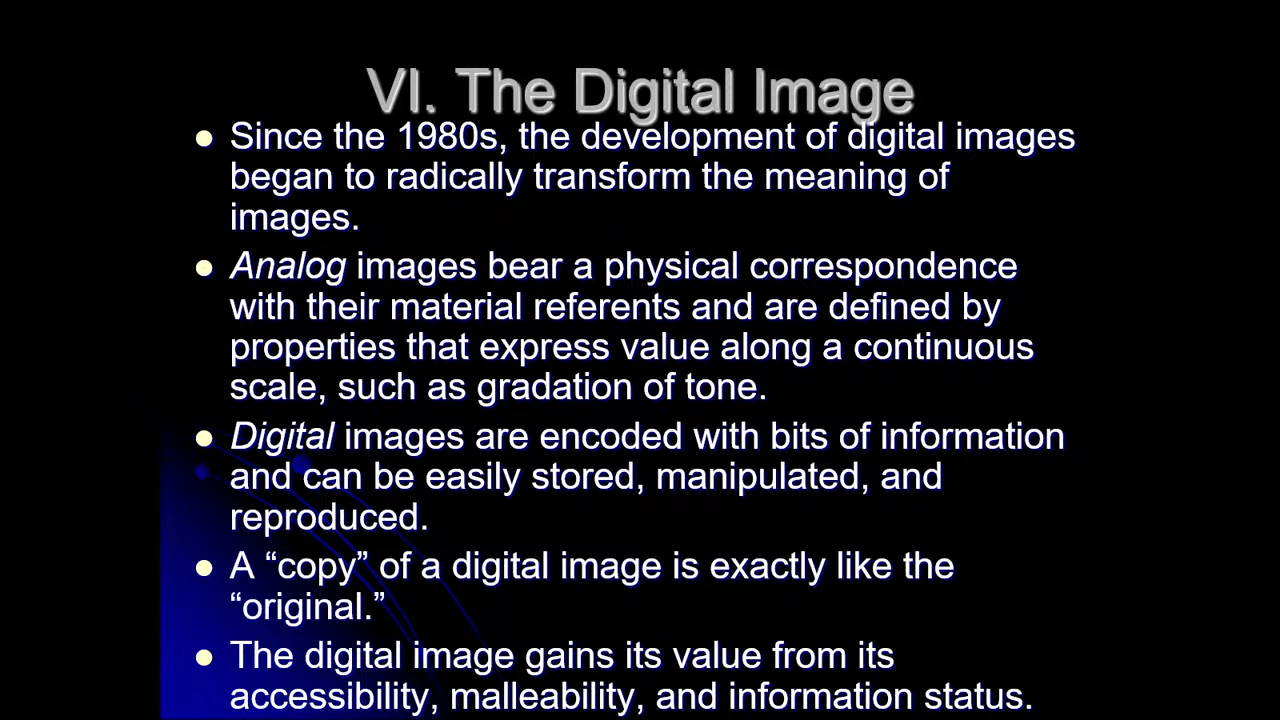 VI. The Digital Image
• Since the 1980s, the development of digital images
began to radically transform the meaning of
images.
• Analog images bear a physical correspondence
with their material referents and are defined by
properties that express value along a continuous
scale, such as gradation of tone.
• Digital images are encoded with bits of information
and can be easily stored, manipulated, and
reproduced.
• A “copy” of a digital image is exactly like the
“original.”
• The digital image gains its value from its
accessibility, malleability, and information status.